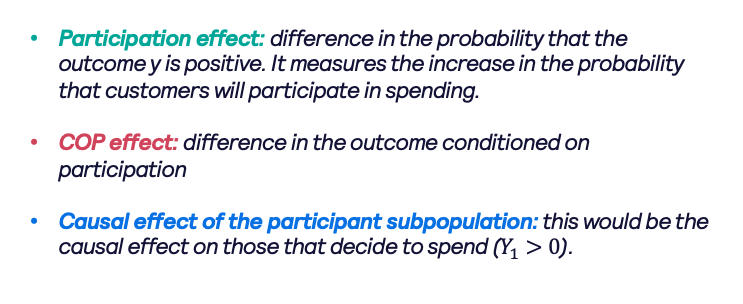 • Participation effect: difference in the probability that the
outcome y is positive. It measures the increase in the probability
that customers will participate in spending.
• COP effect: difference in the outcome conditioned on
participation
• Causal effect of the participant subpopulation: this would be the
causal effect on those that decide to spend (Y₁ > 0).